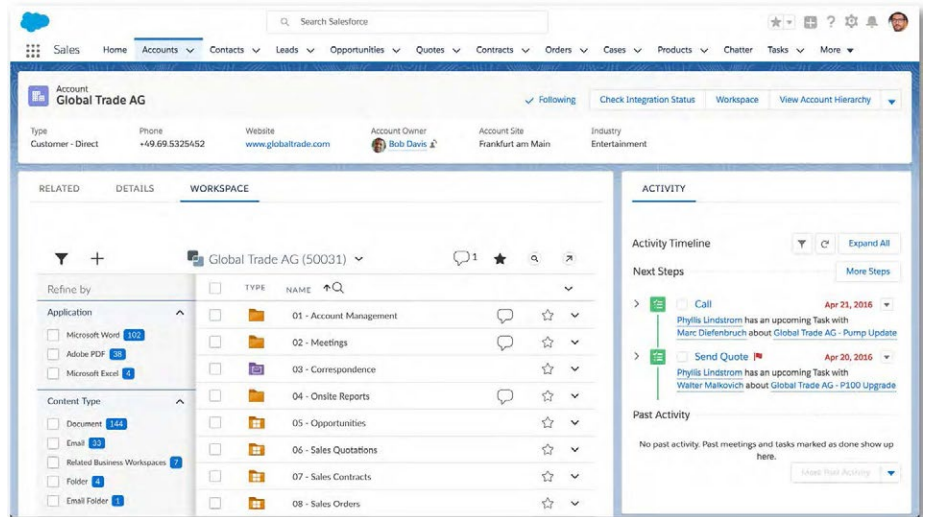 Search Salesforce
Sales Home Accounts Contacts Leads Opportunities Quotes Contracts Orders Cases Products Chatter Tasks More
Account
Global Trade AG
Following Check Integration Status Workspace View Account Hierarchy
Type Phone Website Account Owner Account Site Industry
Customer - Direct +49.69.5325452 www.globaltrade.com Bob Davis Frankfurt am Main Entertainment
RELATED DETAILS WORKSPACE
Global Trade AG (50031) 1
Refine by
Application
Microsoft Word 102
Adobe PDF 38
Microsoft Excel 4
Content Type
Document 144
Email 33
Related Business Workspaces 7
Folder 4
Email Folder 1
TYPE NAME
01 - Account Management
02 - Meetings
03 - Correspondence
04 - Onsite Reports
05 - Opportunities
06 - Sales Quotations
07 - Sales Contracts
08 - Sales Orders
ACTIVITY
Activity Timeline Expand All
Next Steps More Steps
Call Apr 21, 2016
Phyllis Lindstrom has an upcoming Task with
Marc Diefenbruch about Global Trade AG - Pump Update
Send Quote Apr 20, 2016
Phyllis Lindstrom has an upcoming Task with
Walter Malkovich about Global Trade AG - P100 Upgrade
Past Activity
No past activity. Past meetings and tasks marked as done show up
here.
More Past Activity